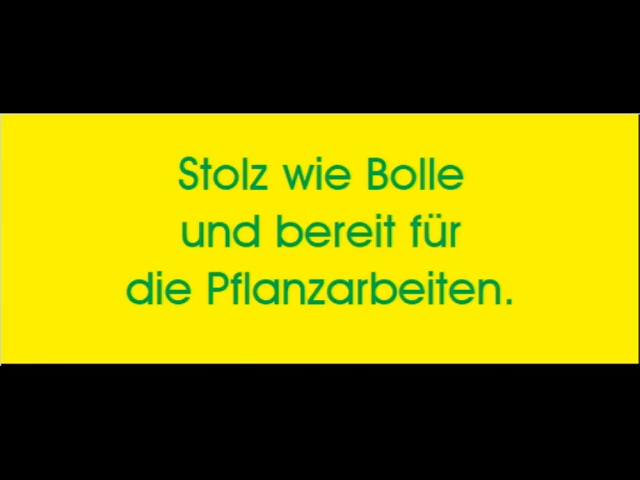 Stolz wie Bolle
und bereit für
die Pflanzarbeiten.